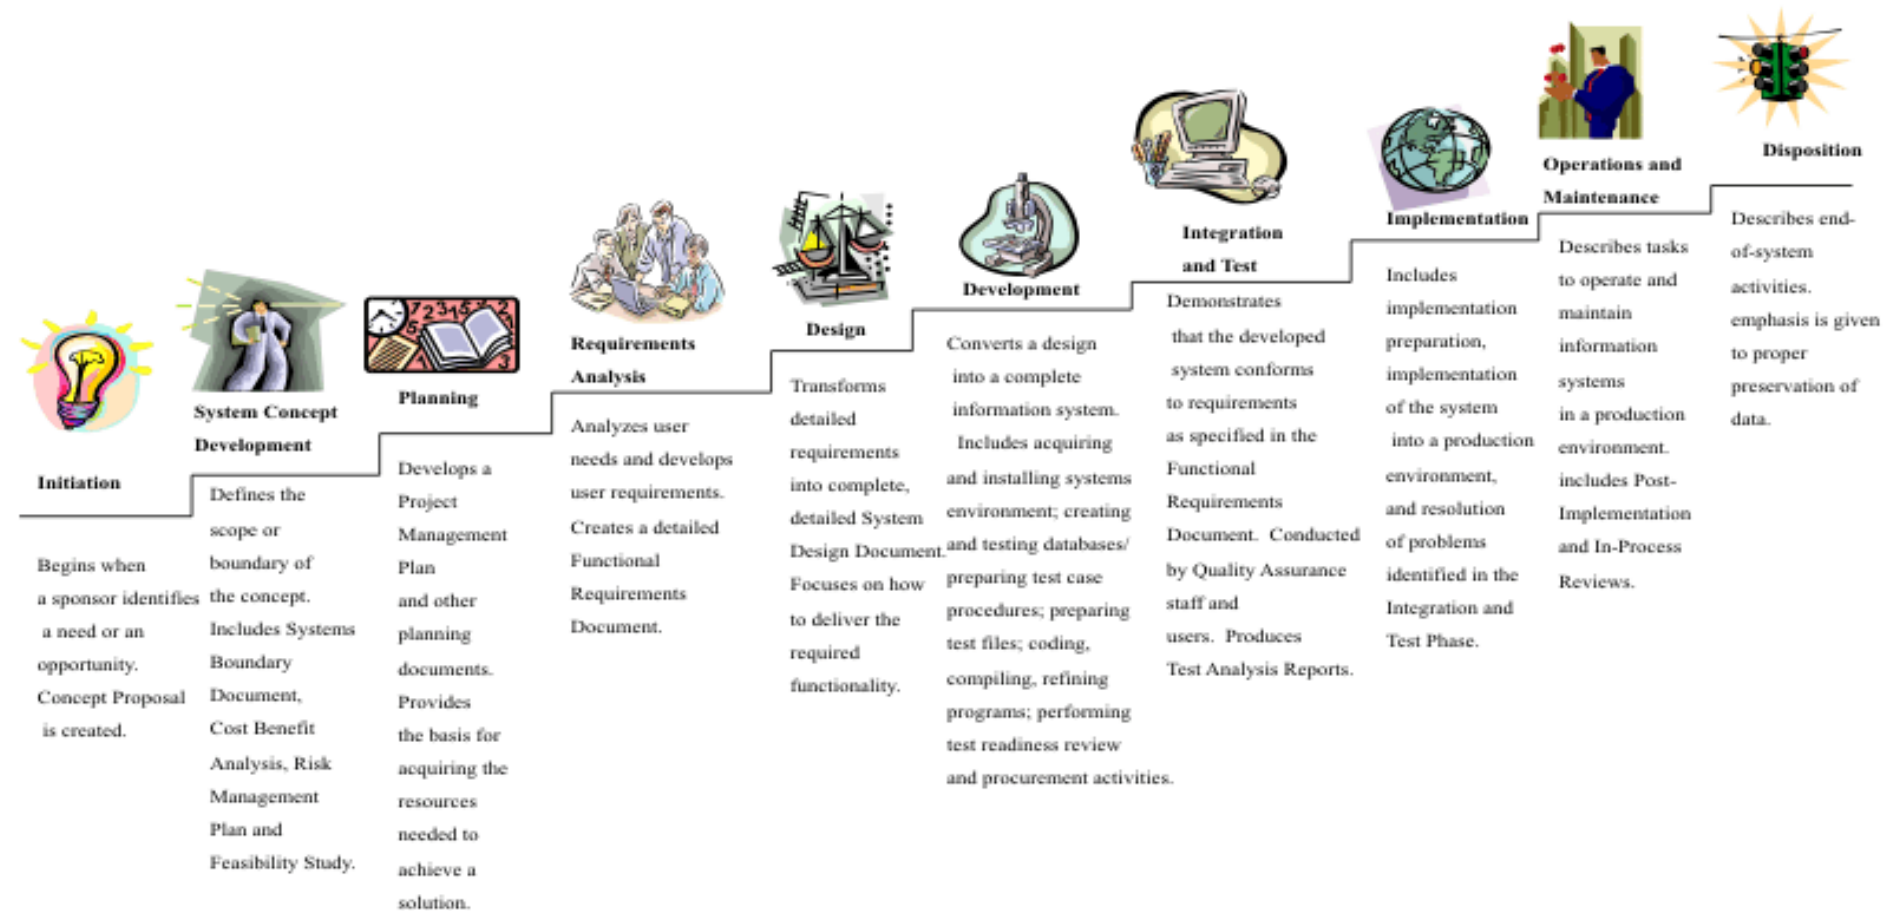 Initiation
Begins when
a sponsor identifies
a need or an
opportunity.
Concept Proposal
is created.
System Concept
Development
Defines the
scope or
boundary of
the concept.
Includes Systems
Boundary
Document,
Cost Benefit
Analysis, Risk
Management
Plan and
Feasibility Study.
Planning
Develops a
Project
Management
Plan
and other
planning
documents.
Provides
the basis for
acquiring the
resources
needed to
achieve a
solution.
Requirements
Analysis
Analyzes user
needs and develops
user requirements.
Creates a detailed
Functional
Requirements
Document.
Design
Transforms
detailed
requirements
into complete,
detailed System
Design Document.
Focuses on how
to deliver the
required
functionality.
Development
Converts a design
into a complete
information system.
Includes acquiring
and installing systems
environment; creating
and testing databases/
preparing test case
procedures; preparing
test files; coding,
compiling, refining
programs; performing
test readiness review
and procurement activities.
Integration
and Test
Demonstrates
that the developed
system conforms
to requirements
as specified in the
Functional
Requirements
Document. Conducted
by Quality Assurance
staff and
users. Produces
Test Analysis Reports.
Implementation
Includes
implementation
preparation,
implementation
of the system
into a production
environment,
and resolution
of problems
identified in the
Integration and
Test Phase.
Operations and
Maintenance
Describes tasks
to operate and
maintain
information
systems
in a production
environment.
includes Post-
Implementation
and In-Process
Reviews.
Disposition
Describes end-
of-system
activities.
emphasis is given
to proper
preservation of
data.